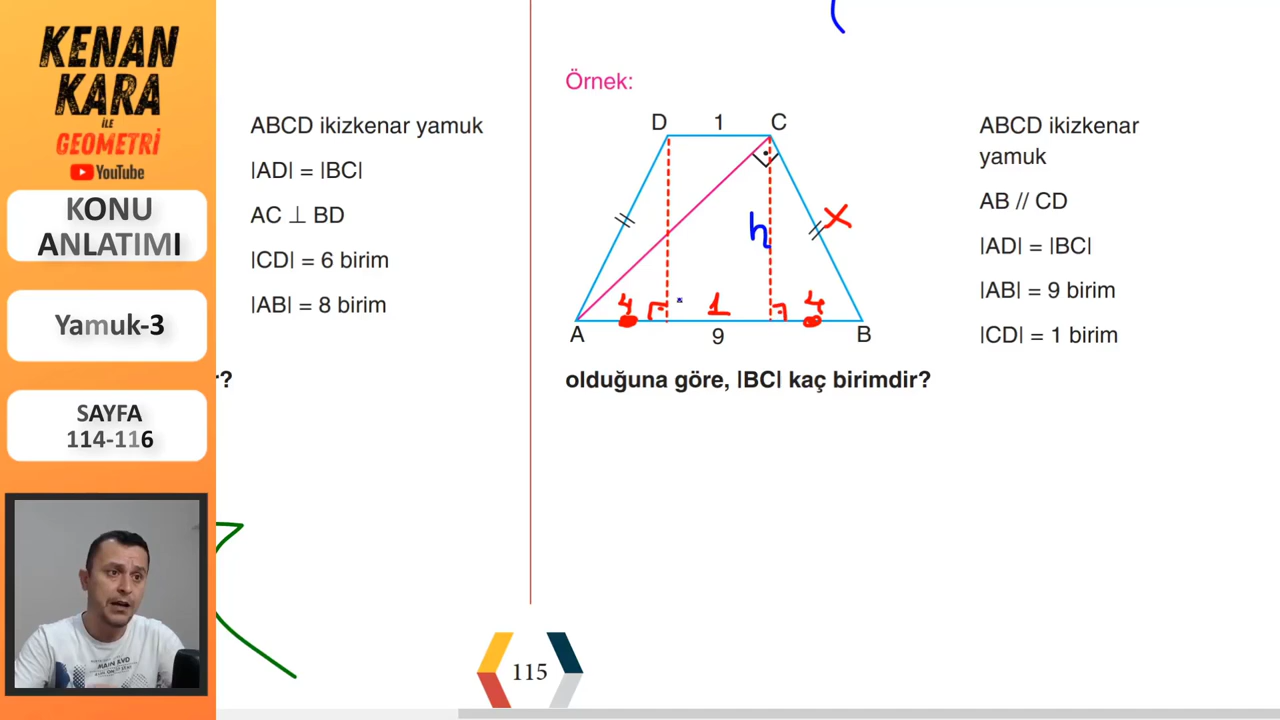 KENAN
KARA
İLE
GEOMETRİ
YouTube
KONU
ANLATIMI
Yamuk-3
SAYFA
114-116
ABCD ikizkenar yamuk
|AD| = |BC|
AC ⊥ BD
|CD| = 6 birim
|AB| = 8 birim
r?
Örnek:
D 1 C
h x
4 1 4
A 9 B
ABCD ikizkenar
yamuk
AB // CD
|AD| = |BC|
|AB| = 9 birim
|CD| = 1 birim
olduğuna göre, |BC| kaç birimdir?
115